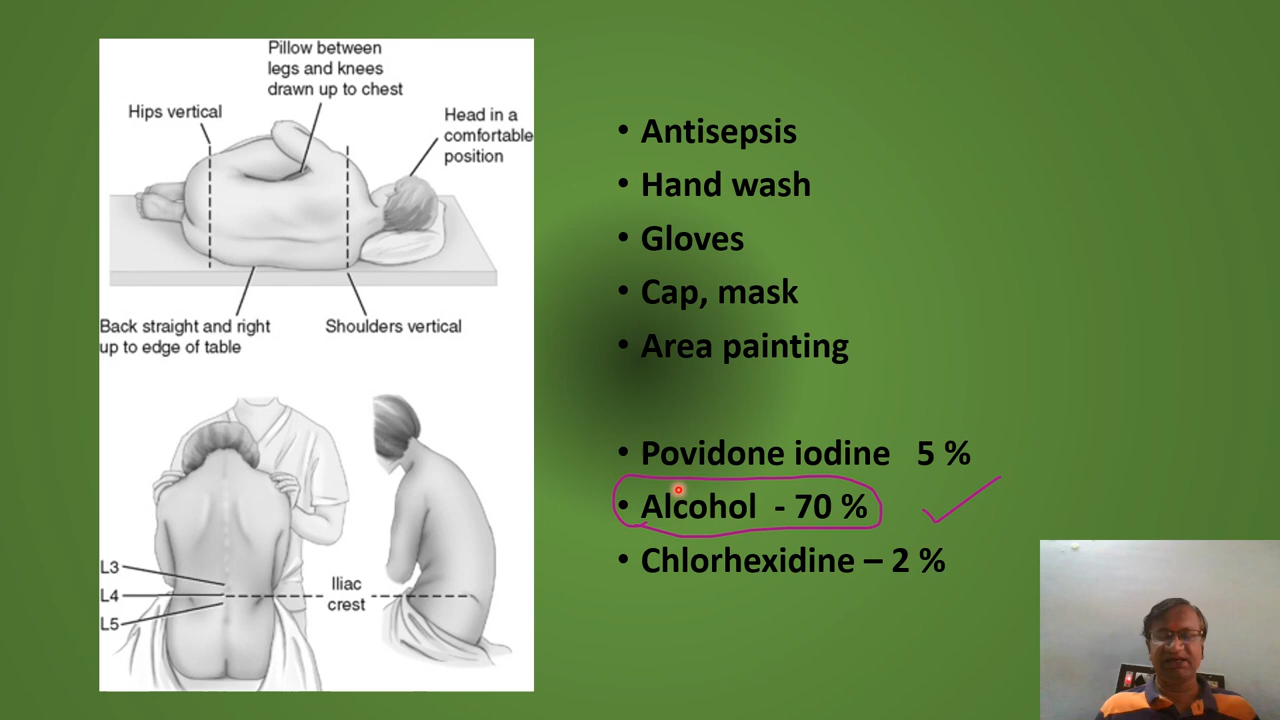 Pillow between
legs and knees
drawn up to chest
Hips vertical
Head in a
comfortable
position
Back straight and right
up to edge of table
Shoulders vertical
L3
L4
L5
Iliac
crest
• Antisepsis
• Hand wash
• Gloves
• Cap, mask
• Area painting
• Povidone iodine 5 %
• Alcohol - 70 %
• Chlorhexidine – 2 %